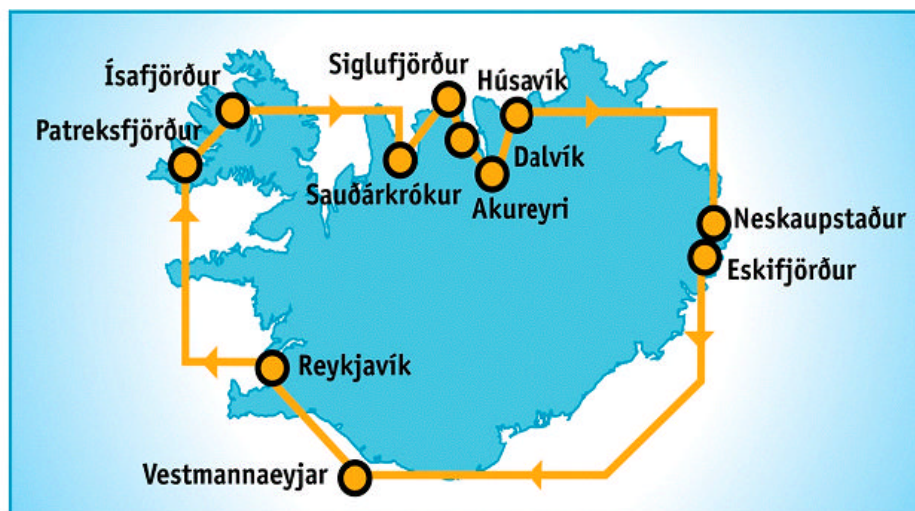 Siglufjörður
Ísafjörður
Húsavík
Patreksfjörður
Dalvík
Sauðárkrókur
Akureyri
Neskaupstaður
Eskifjörður
Reykjavík
Vestmannaeyjar